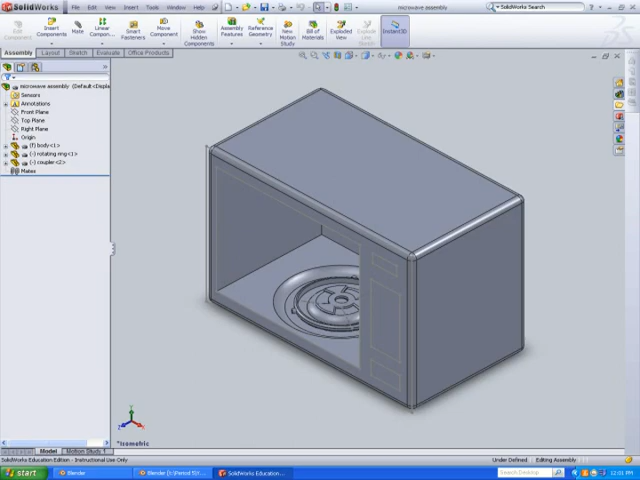 SolidWorks
File Edit View Insert Tools Window Help
microwave assembly
SolidWorks Search
Edit Component
Insert Components
Mate
Linear Compon...
Smart Fasteners
Move Component
Show Hidden Components
Assembly Features
Reference Geometry
New Motion Study
Bill of Materials
Exploded View
Explode Line Sketch
Instant3D
Assembly Layout Sketch Evaluate Office Products
microwave assembly (Default<Displa
Sensors
Annotations
Front Plane
Top Plane
Right Plane
Origin
(f) body<1>
(-) rotating ring<1>
(-) coupler<2>
Mates
*Isometric
Model Motion Study 1
SolidWorks Education Edition - Instructional Use Only
Under Defined Editing Assembly
start
Blender
SolidWorks Education...
Search Desktop
12:01 PM